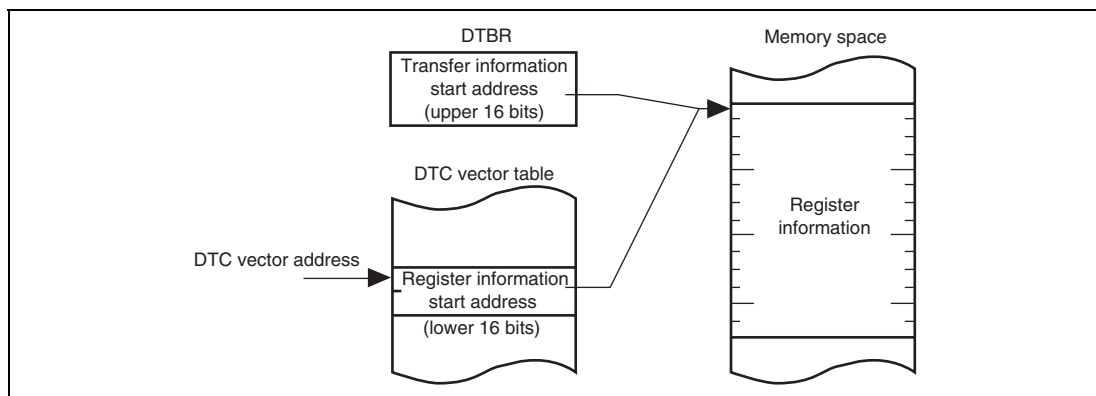 DTBR
Transfer information
start address
(upper 16 bits)
Memory space
DTC vector table
Register
information
DTC vector address
Register information
start address
(lower 16 bits)